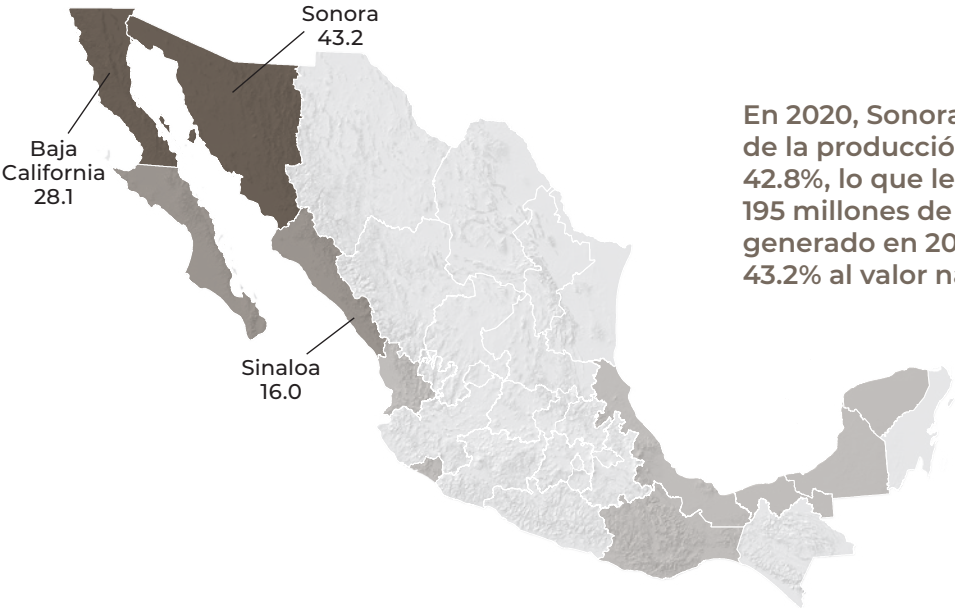 Sonora
43.2
Baja
California
28.1
Sinaloa
16.0
En 2020, Sonora
de la producció
42.8%, lo que le
195 millones de
generado en 20
43.2% al valor na